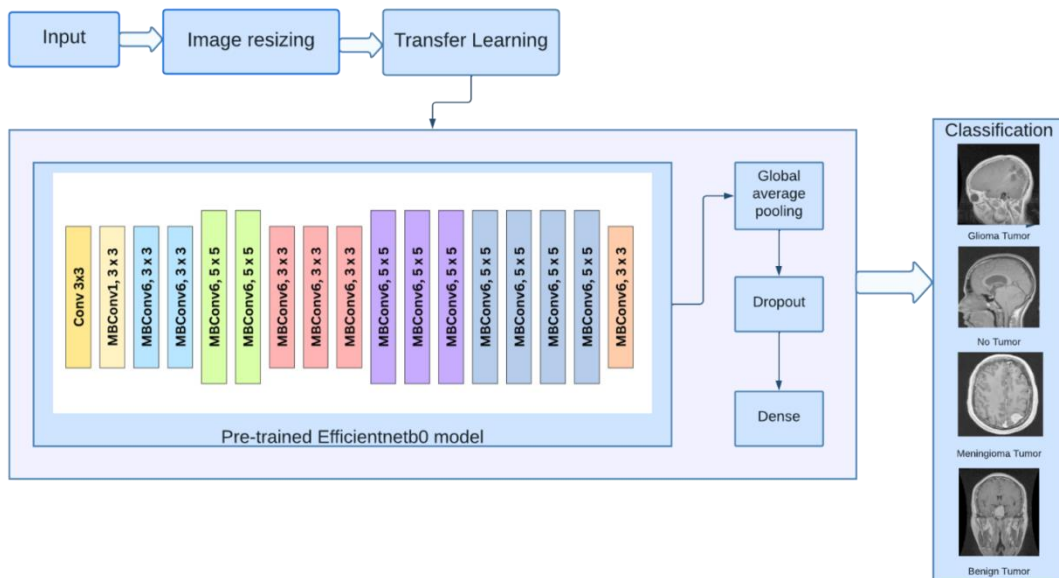 Input
Image resizing
Transfer Learning
Conv 3x3
MBConv1, 3 x 3
MBConv6, 3 x 3
MBConv6, 3 x 3
MBConv6, 5 x 5
MBConv6, 5 x 5
MBConv6, 3 x 3
MBConv6, 3 x 3
MBConv6, 3 x 3
MBConv6, 5 x 5
MBConv6, 5 x 5
MBConv6, 5 x 5
MBConv6, 5 x 5
MBConv6, 5 x 5
MBConv6, 5 x 5
MBConv6, 5 x 5
MBConv6, 3 x 3
Pre-trained Efficientnetb0 model
Global
average
pooling
Dropout
Dense
Classification
Glioma Tumor
No Tumor
Meningioma Tumor
Benign Tumor